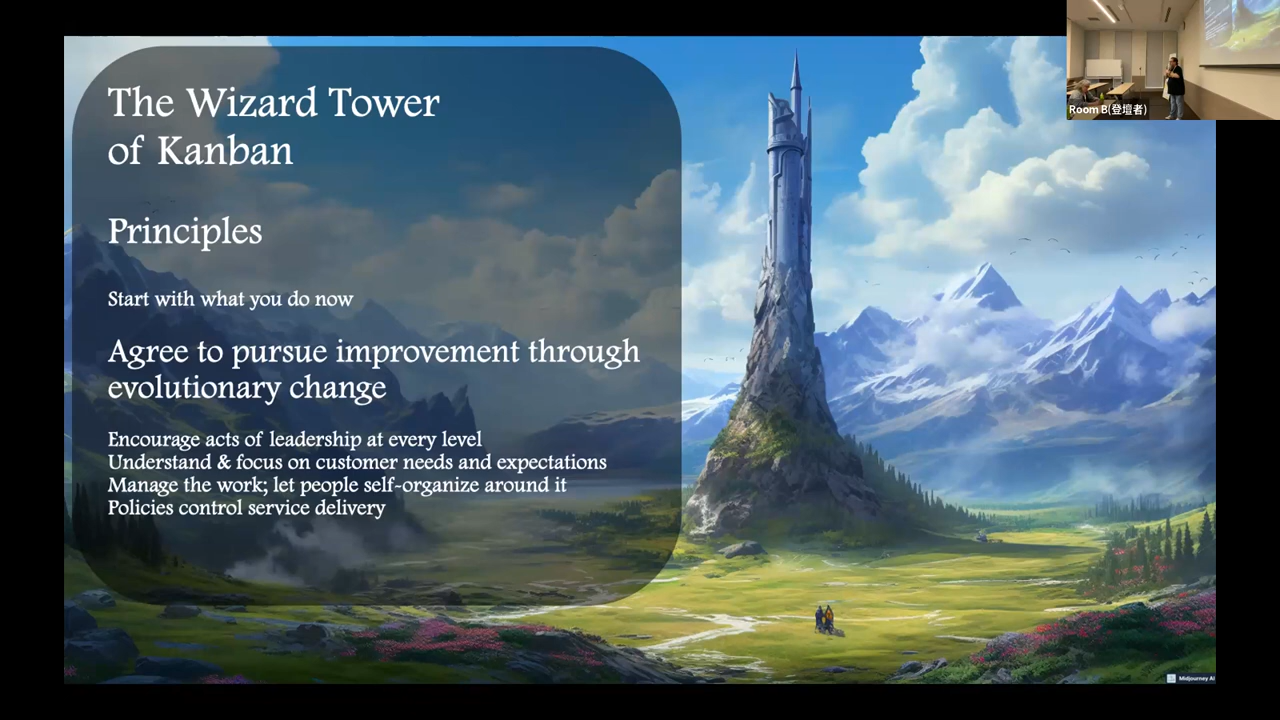 The Wizard Tower
of Kanban
Principles
Start with what you do now
Agree to pursue improvement through
evolutionary change
Encourage acts of leadership at every level
Understand & focus on customer needs and expectations
Manage the work; let people self-organize around it
Policies control service delivery
Room B(登壇者)
Midjourney AI